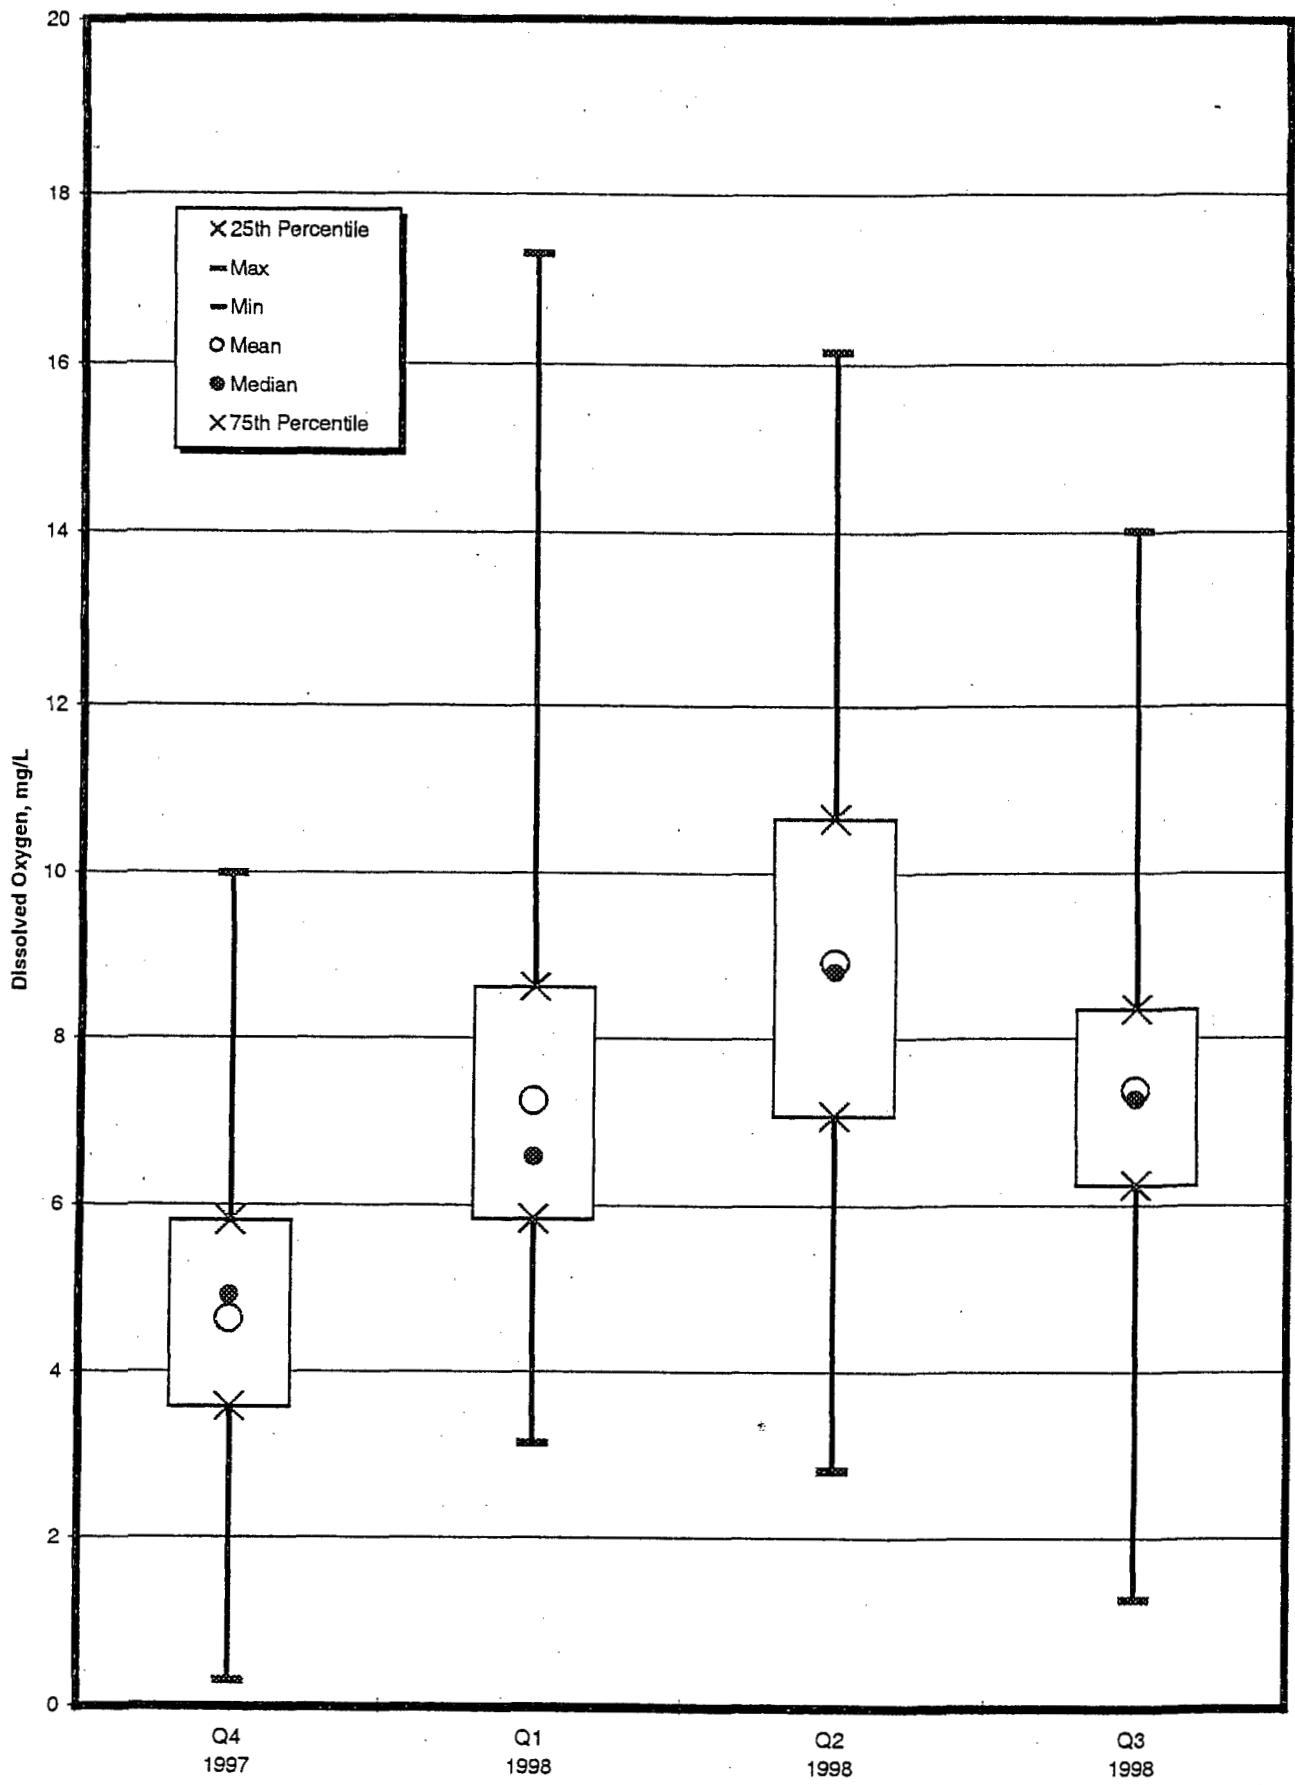 20
18
× 25th Percentile
Max
Min
Mean
Median
× 75th Percentile
16
14
12
10
8
6
4
2
0
Dissolved Oxygen, mg/L
Q4
1997
Q1
1998
Q2
1998
Q3
1998